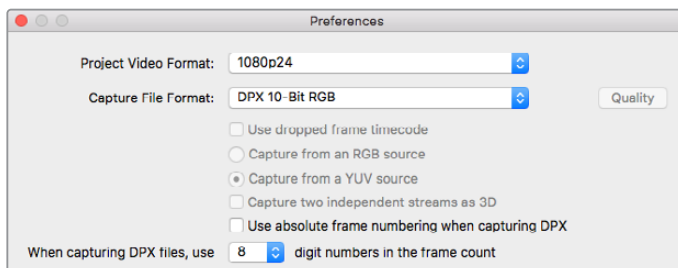 Preferences
Project Video Format: 1080p24
Capture File Format: DPX 10-Bit RGB Quality
Use dropped frame timecode
Capture from an RGB source
Capture from a YUV source
Capture two independent streams as 3D
Use absolute frame numbering when capturing DPX
When capturing DPX files, use 8 digit numbers in the frame count